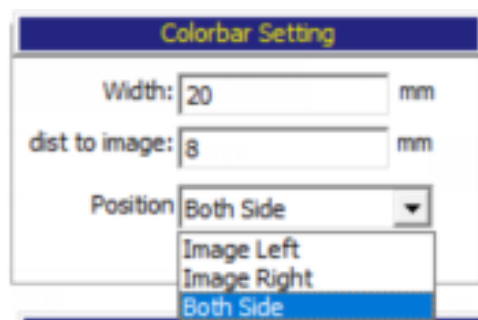 Colorbar Setting
Width: 20 mm
dist to image: 8 mm
Position Both Side
Image Left
Image Right
Both Side